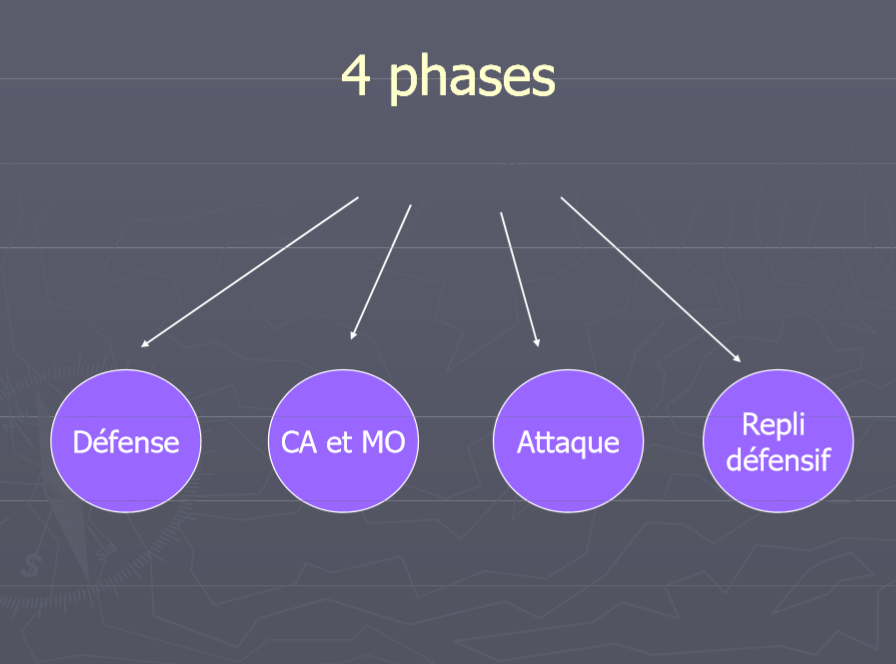 4 phases
Défense
CA et MO
Attaque
Repli
défensif
S